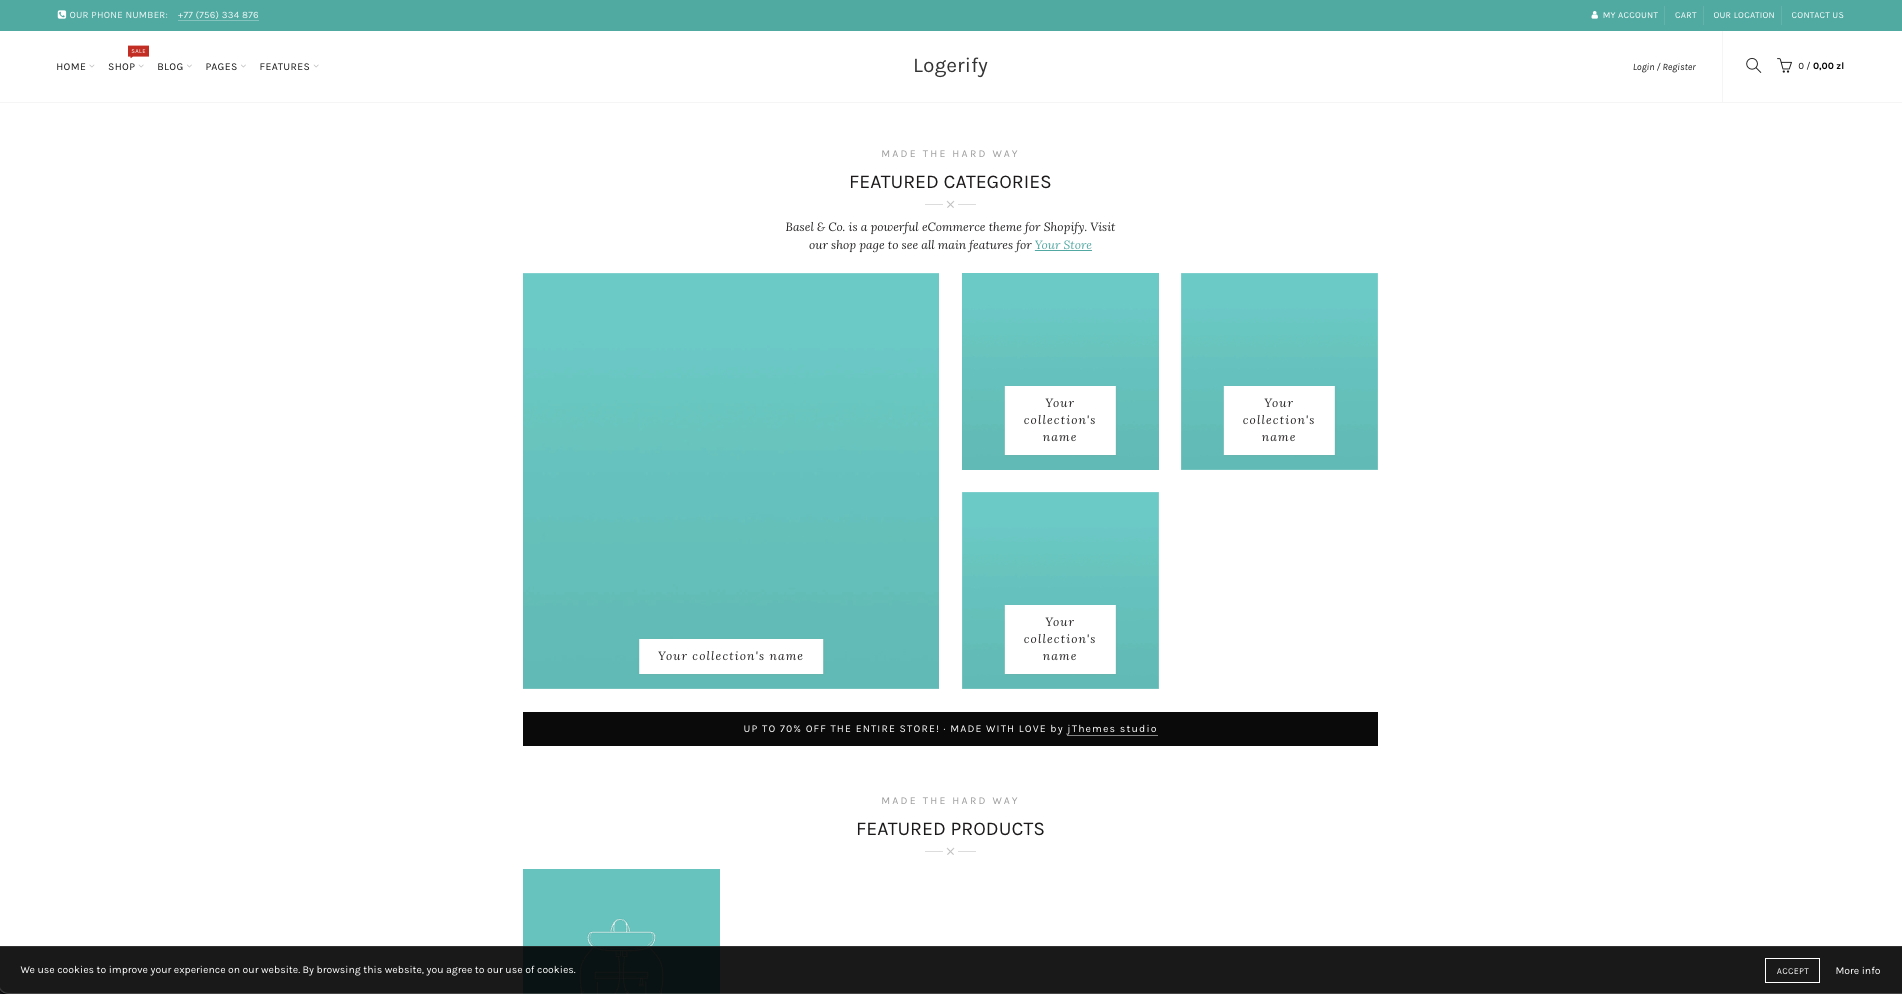 OUR PHONE NUMBER: +77 (756) 334 876
MY ACCOUNT CART OUR LOCATION CONTACT US
SALE
HOME SHOP BLOG PAGES FEATURES
Logerify
Login / Register
0 / 0,00 zl
MADE THE HARD WAY
FEATURED CATEGORIES
Basel & Co. is a powerful eCommerce theme for Shopify. Visit
our shop page to see all main features for Your Store
Your
collection's
name
Your
collection's
name
Your collection's name
Your
collection's
name
UP TO 70% OFF THE ENTIRE STORE! · MADE WITH LOVE by jThemes studio
MADE THE HARD WAY
FEATURED PRODUCTS
We use cookies to improve your experience on our website. By browsing this website, you agree to our use of cookies.
ACCEPT
More info